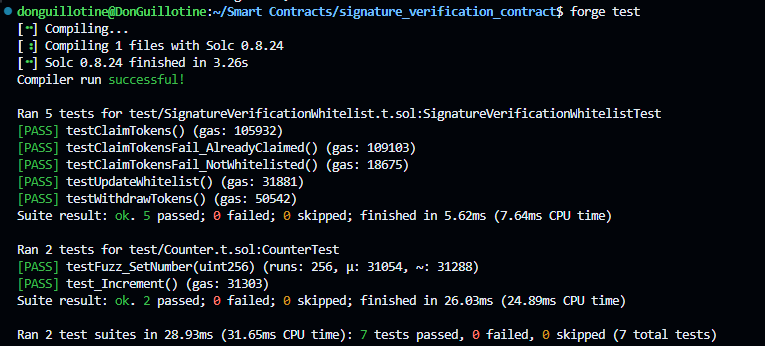 donguillotine@DonGuillotine:~/Smart Contracts/signature_verification_contract$ forge test
[⠒] Compiling...
[⠰] Compiling 1 files with Solc 0.8.24
[⠒] Solc 0.8.24 finished in 3.26s
Compiler run successful!
Ran 5 tests for test/SignatureVerificationWhitelist.t.sol:SignatureVerificationWhitelistTest
[PASS] testClaimTokens() (gas: 105932)
[PASS] testClaimTokensFail_AlreadyClaimed() (gas: 109103)
[PASS] testClaimTokensFail_NotWhitelisted() (gas: 18675)
[PASS] testUpdateWhitelist() (gas: 31881)
[PASS] testWithdrawTokens() (gas: 50542)
Suite result: ok. 5 passed; 0 failed; 0 skipped; finished in 5.62ms (7.64ms CPU time)
Ran 2 tests for test/Counter.t.sol:CounterTest
[PASS] testFuzz_SetNumber(uint256) (runs: 256, μ: 31054, ~: 31288)
[PASS] test_Increment() (gas: 31303)
Suite result: ok. 2 passed; 0 failed; 0 skipped; finished in 26.03ms (24.89ms CPU time)
Ran 2 test suites in 28.93ms (31.65ms CPU time): 7 tests passed, 0 failed, 0 skipped (7 total tests)